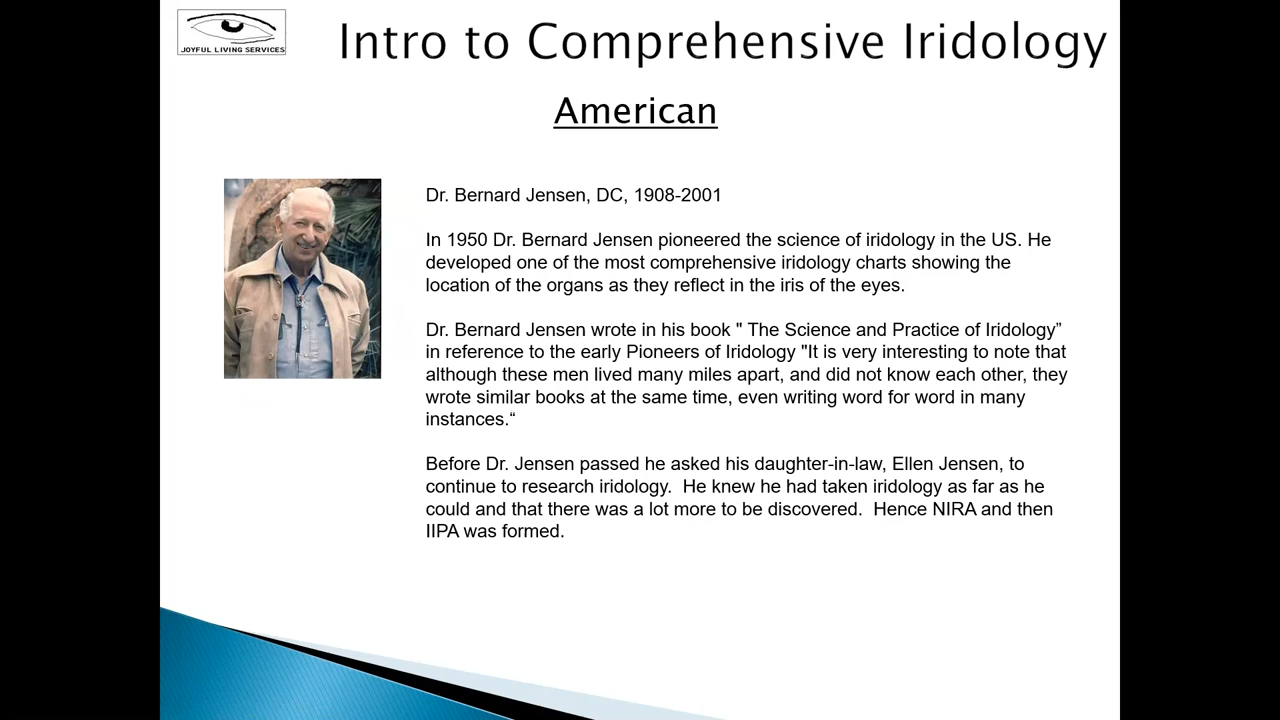 JOYFUL LIVING SERVICES
Intro to Comprehensive Iridology
American
Dr. Bernard Jensen, DC, 1908-2001
In 1950 Dr. Bernard Jensen pioneered the science of iridology in the US. He
developed one of the most comprehensive iridology charts showing the
location of the organs as they reflect in the iris of the eyes.
Dr. Bernard Jensen wrote in his book " The Science and Practice of Iridology”
in reference to the early Pioneers of Iridology "It is very interesting to note that
although these men lived many miles apart, and did not know each other, they
wrote similar books at the same time, even writing word for word in many
instances.“
Before Dr. Jensen passed he asked his daughter-in-law, Ellen Jensen, to
continue to research iridology.  He knew he had taken iridology as far as he
could and that there was a lot more to be discovered.  Hence NIRA and then
IIPA was formed.